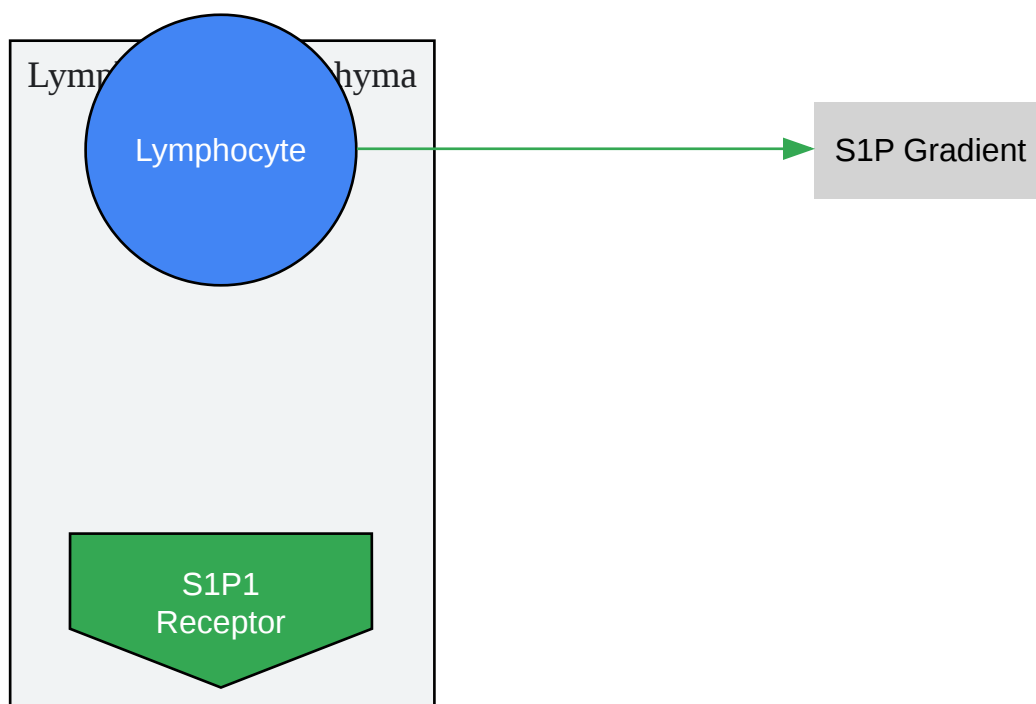 Lymp hyma
Lymphocyte
S1P Gradient
S1P1
Receptor